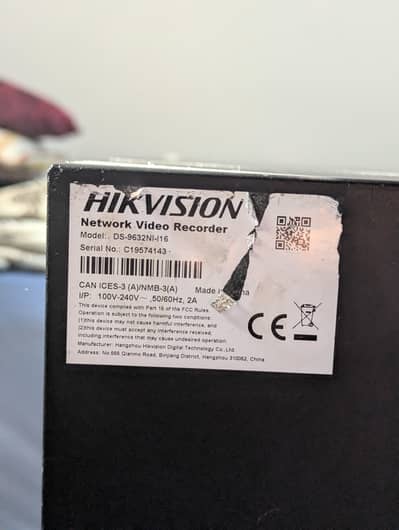 HIKVISION
Network Video Recorder
Model: DS-9632NI-I16
Serial No.: C19574143
CAN ICES-3 (A)/NMB-3(A) Made
I/P: 100V-240V~ ,50/60Hz, 2A
This device complies with Part 15 of the FCC Rules.
Operation is subject to the following two conditions:
(1)this device may not cause harmful interference, and
(2)this device must accept any interference received,
including interference that may cause undesired operation.
CE
Manufacturer: Hangzhou Hikvision Digital Technology Co.,Ltd.
Address: No.555 Qianmo Road, Binjiang District, Hangzhou 310052, China